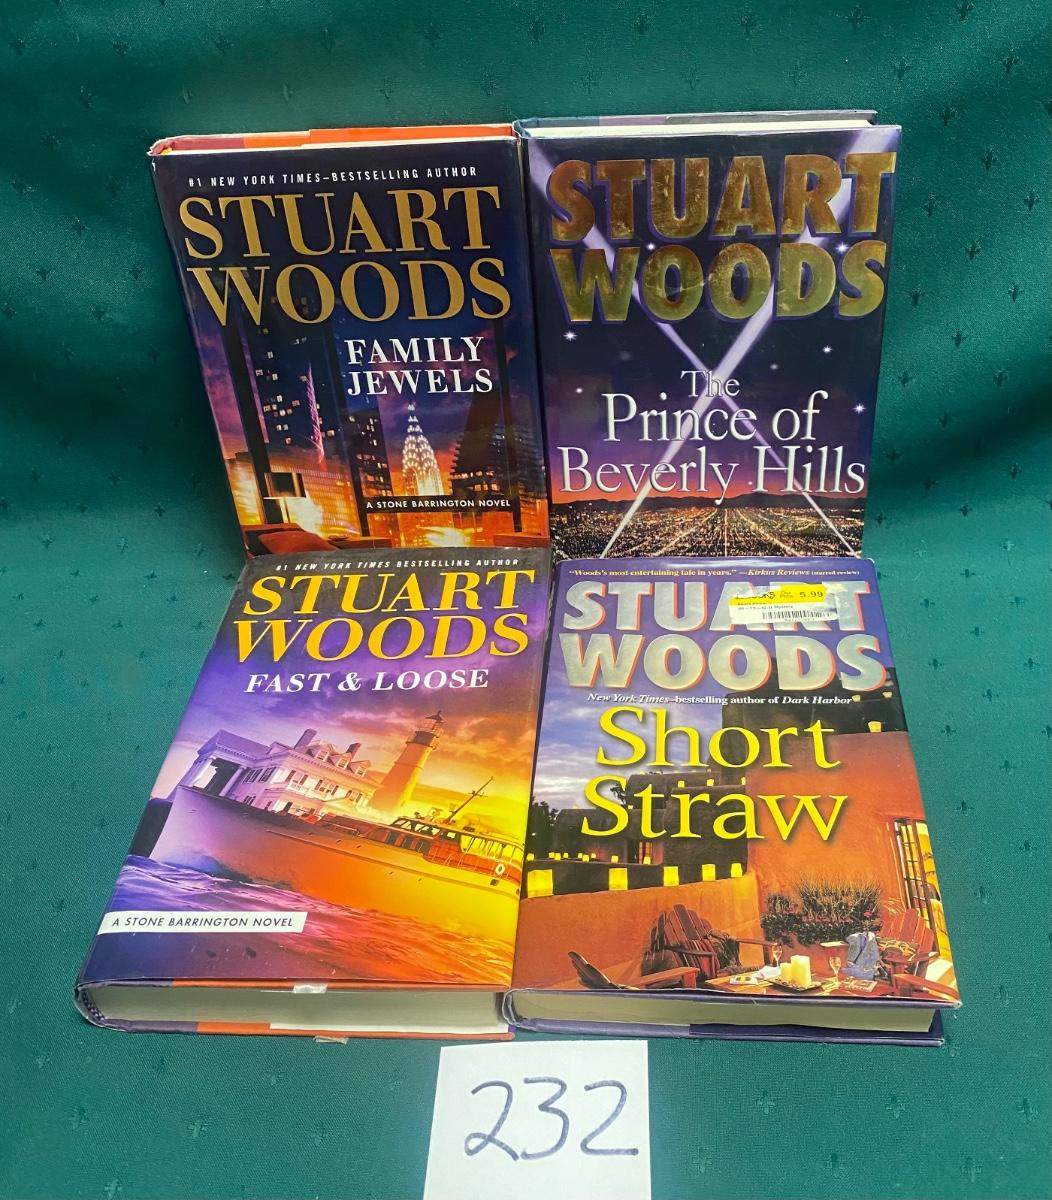 #1 NEW YORK TIMES–BESTSELLING AUTHOR
STUART
WOODS
FAMILY
JEWELS
A STONE BARRINGTON NOVEL
STUART
WOODS
The
Prince of
Beverly Hills
#1 NEW YORK TIMES BESTSELLING AUTHOR
STUART
WOODS
FAST & LOOSE
A STONE BARRINGTON NOVEL
"Woods's most entertaining tale in years." —Kirkus Reviews (starred review)
5.99
STUART
WOODS
New York Times–bestselling author of Dark Harbor
Short
Straw
232